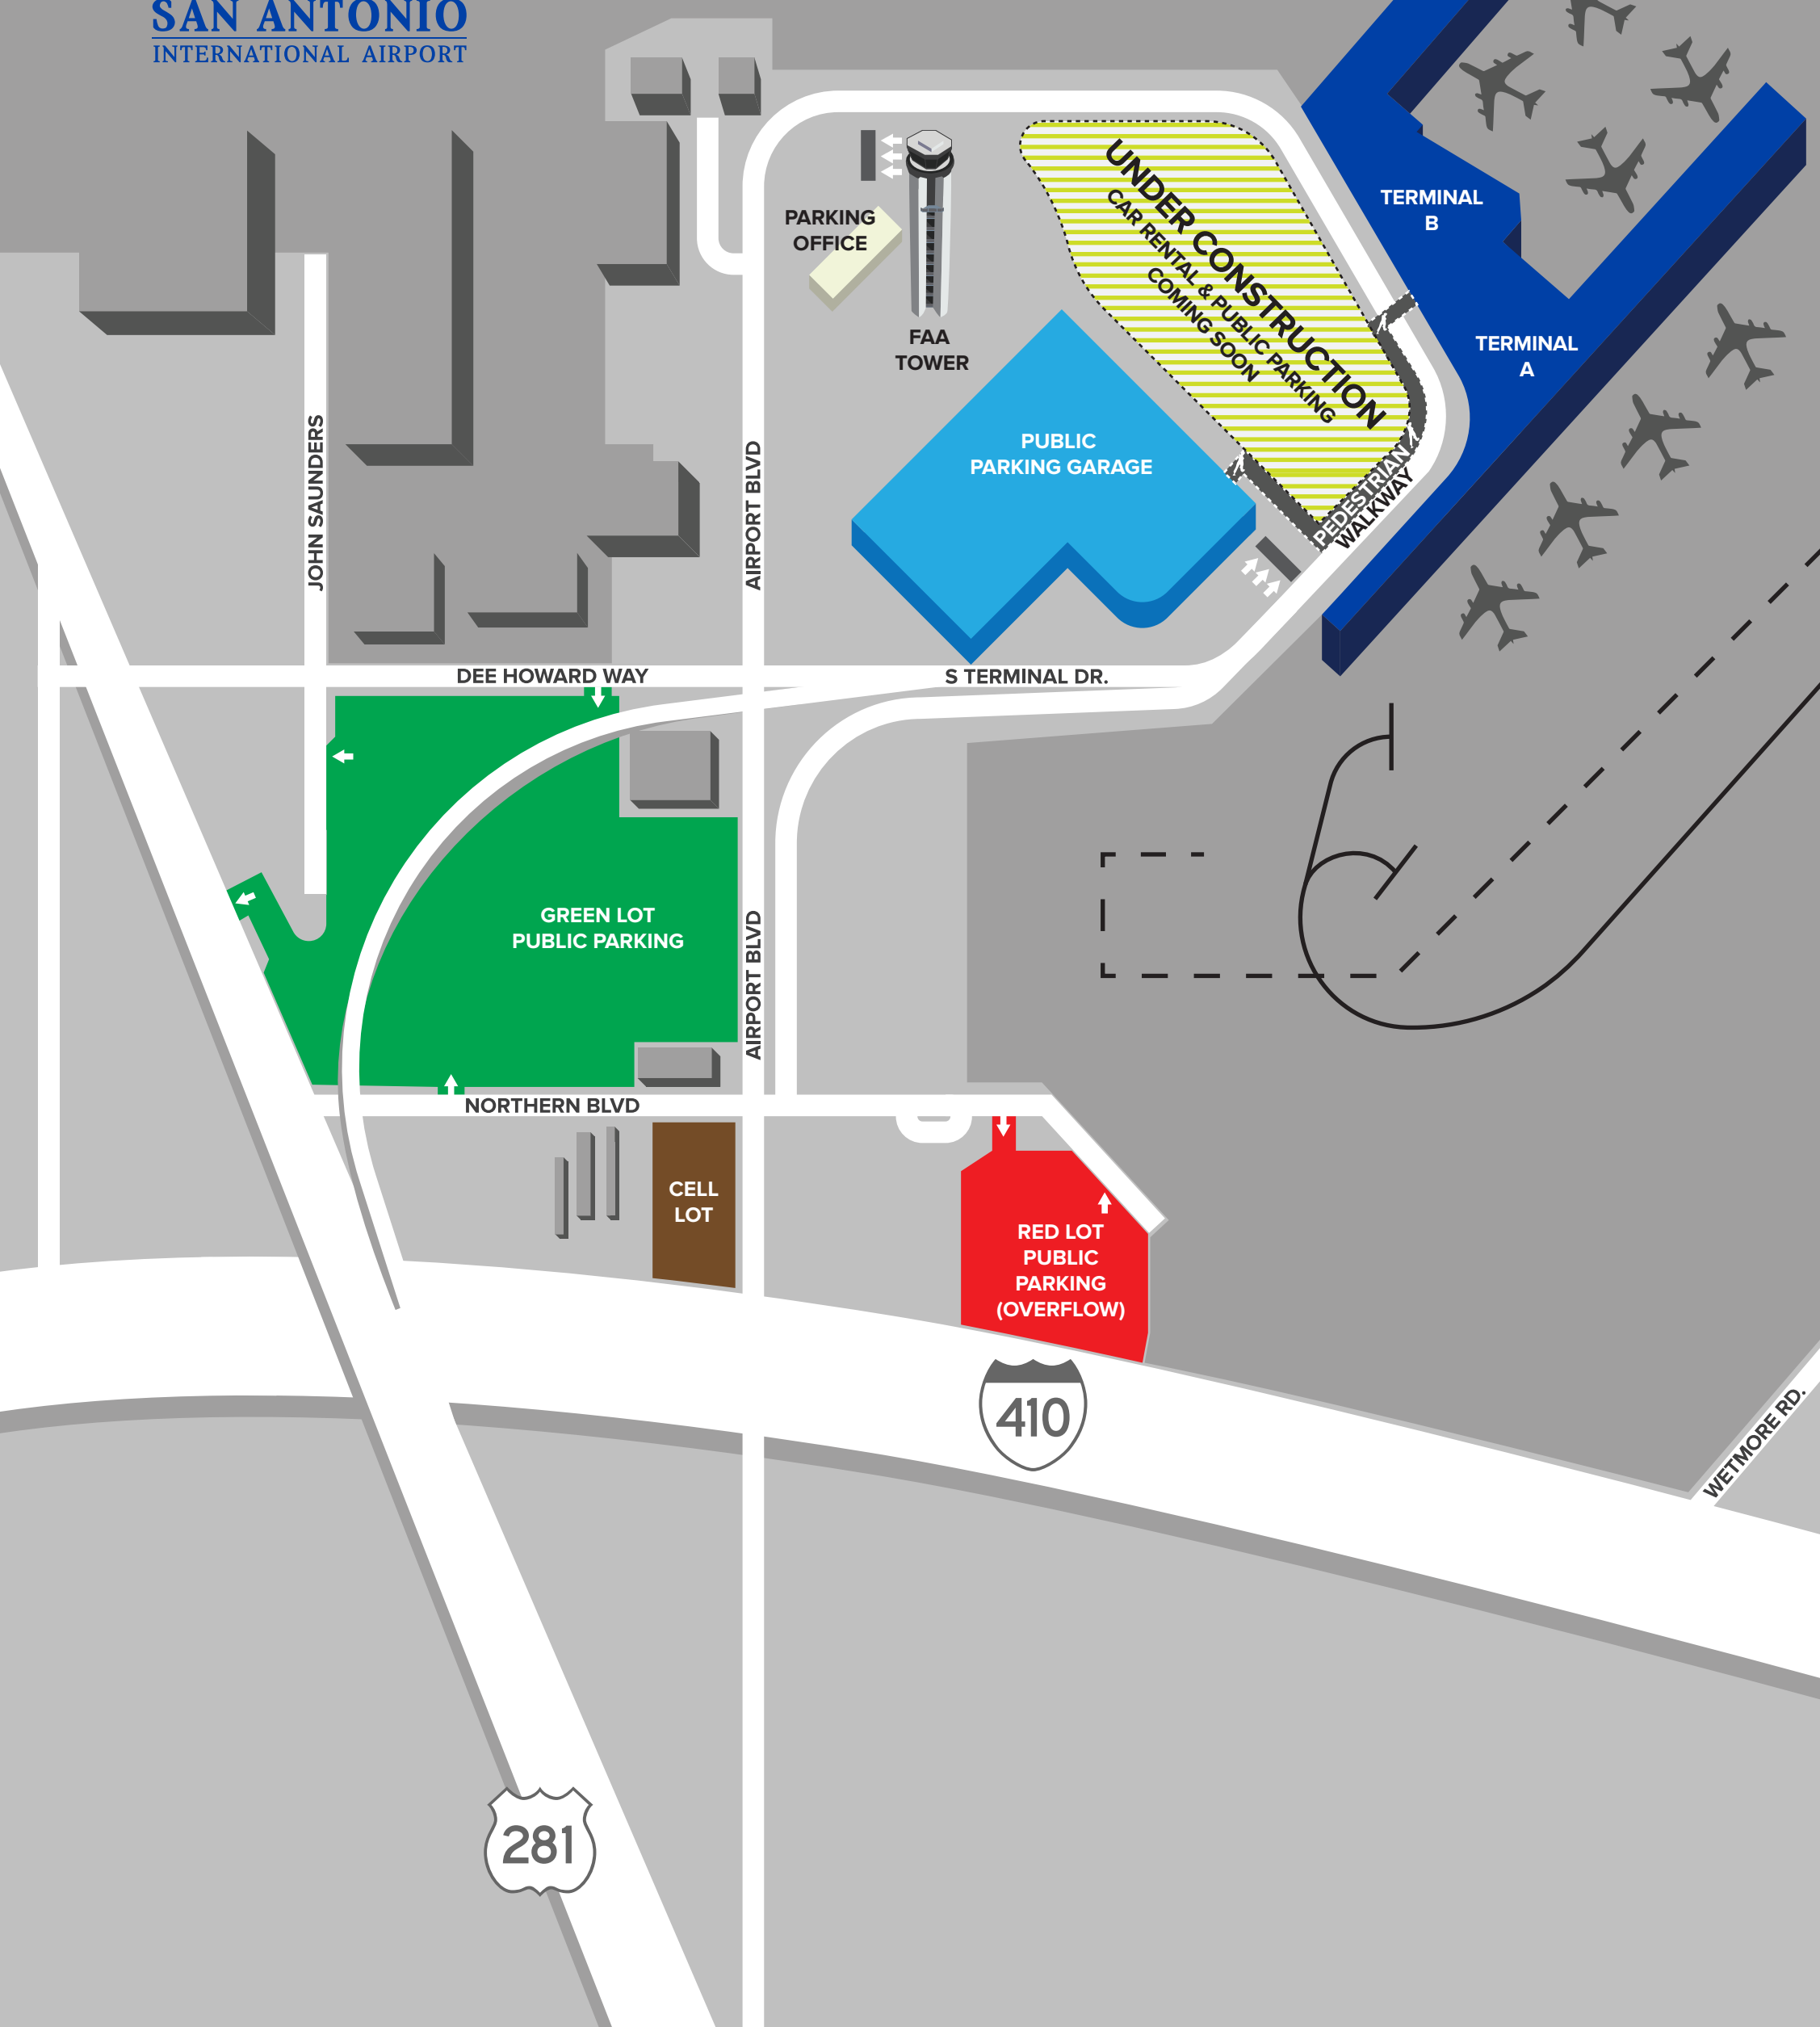 SAN ANTONIO
INTERNATIONAL AIRPORT
TERMINAL
B
TERMINAL
A
PARKING
OFFICE
FAA
TOWER
UNDER CONSTRUCTION
CAR RENTAL & PUBLIC PARKING
COMING SOON
PUBLIC
PARKING GARAGE
PEDESTRIAN
WALKWAY
JOHN SAUNDERS
AIRPORT BLVD
DEE HOWARD WAY
S TERMINAL DR.
GREEN LOT
PUBLIC PARKING
AIRPORT BLVD
NORTHERN BLVD
CELL
LOT
RED LOT
PUBLIC
PARKING
(OVERFLOW)
410
WETMORE RD.
281